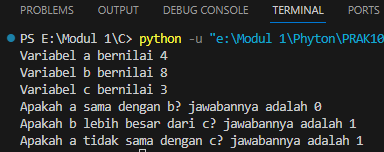 PROBLEMS OUTPUT DEBUG CONSOLE TERMINAL
PS E:\Modul 1\C> python -u "e:\Modul 1\Phyton\PRAK10
Variabel a bernilai 4
Variabel b bernilai 8
Variabel c bernilai 3
Apakah a sama dengan b? jawabannya adalah 0
Apakah b lebih besar dari c? jawabannya adalah 1
Apakah a tidak sama dengan c? jawabannya adalah 1